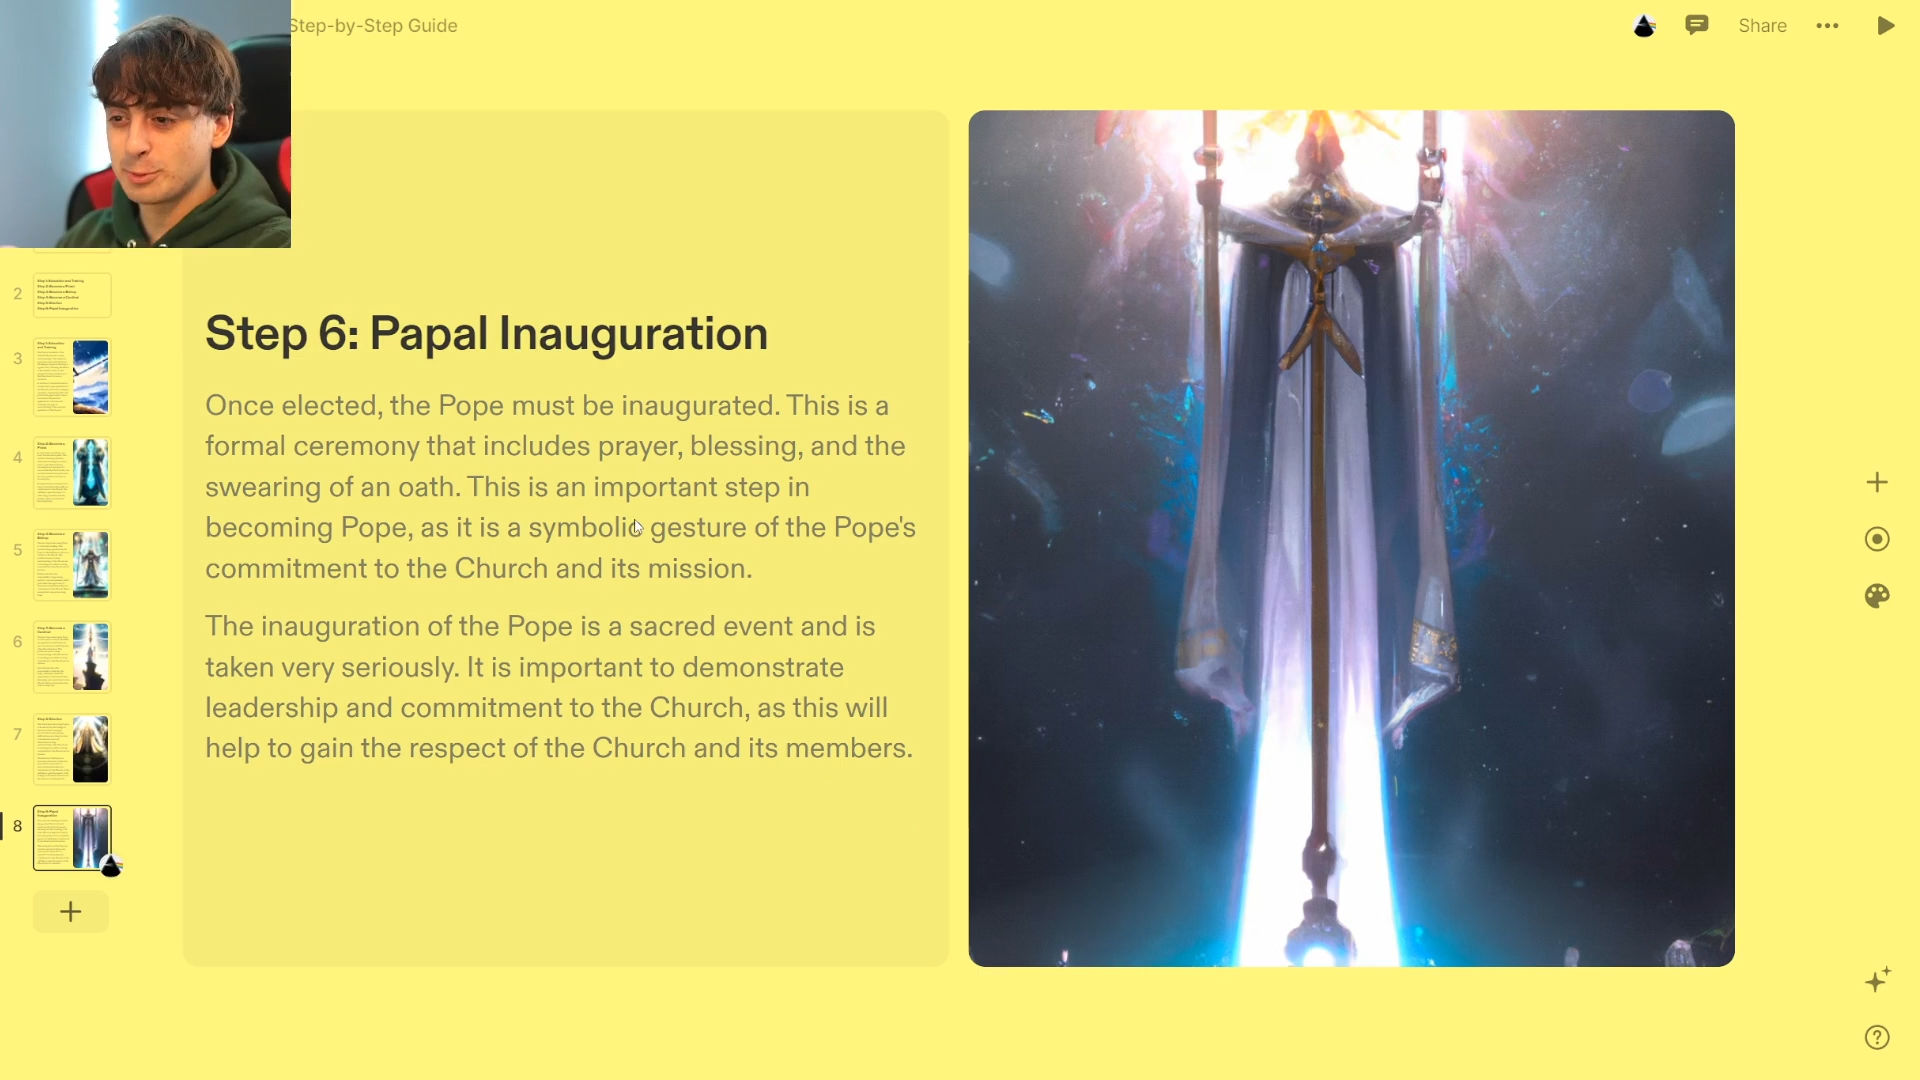 Step-by-Step Guide
Share
Step 6: Papal Inauguration
Once elected, the Pope must be inaugurated. This is a
formal ceremony that includes prayer, blessing, and the
swearing of an oath. This is an important step in
becoming Pope, as it is a symbolic gesture of the Pope's
commitment to the Church and its mission.
The inauguration of the Pope is a sacred event and is
taken very seriously. It is important to demonstrate
leadership and commitment to the Church, as this will
help to gain the respect of the Church and its members.
2
3
4
5
6
7
8